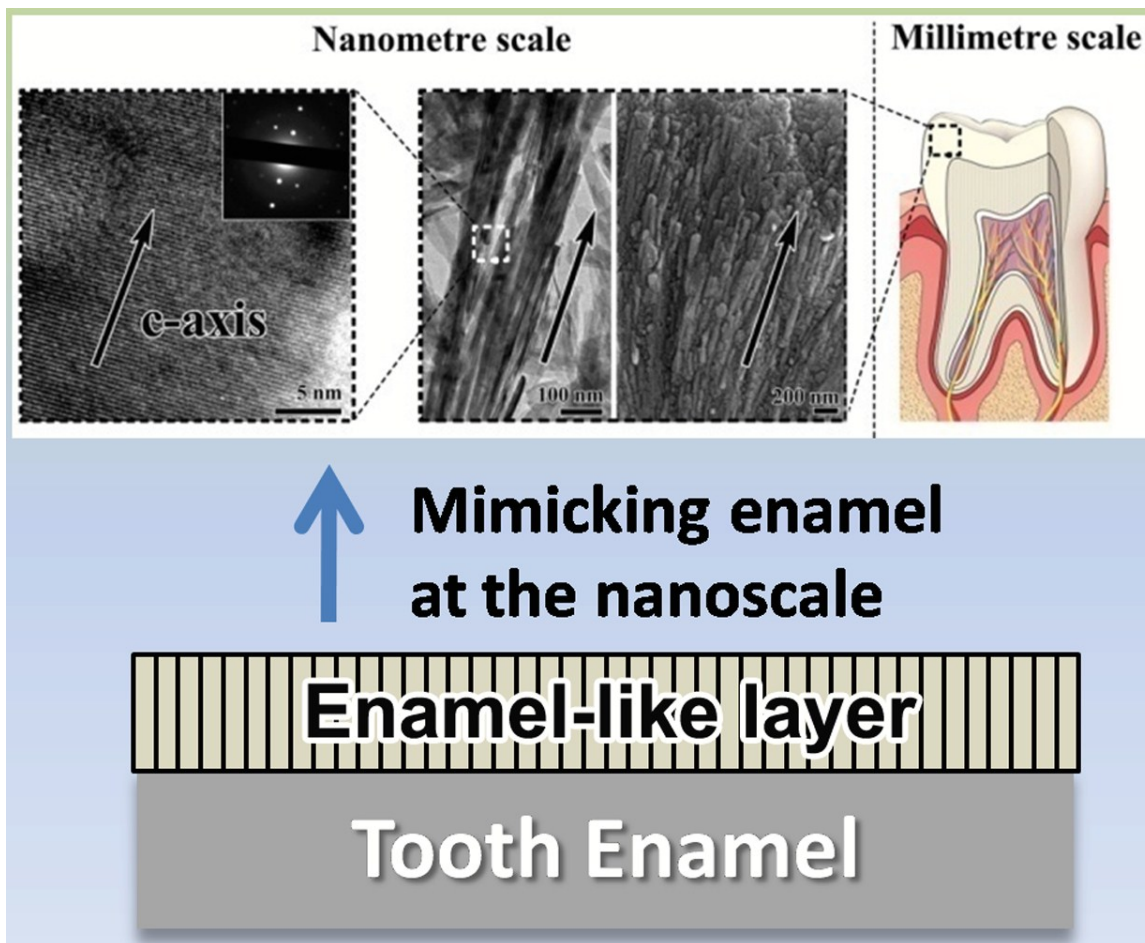 Nanometre scale
Millimetre scale
c-axis
5 nm
100 nm
200 nm
Mimicking enamel
at the nanoscale
Enamel-like layer
Tooth Enamel